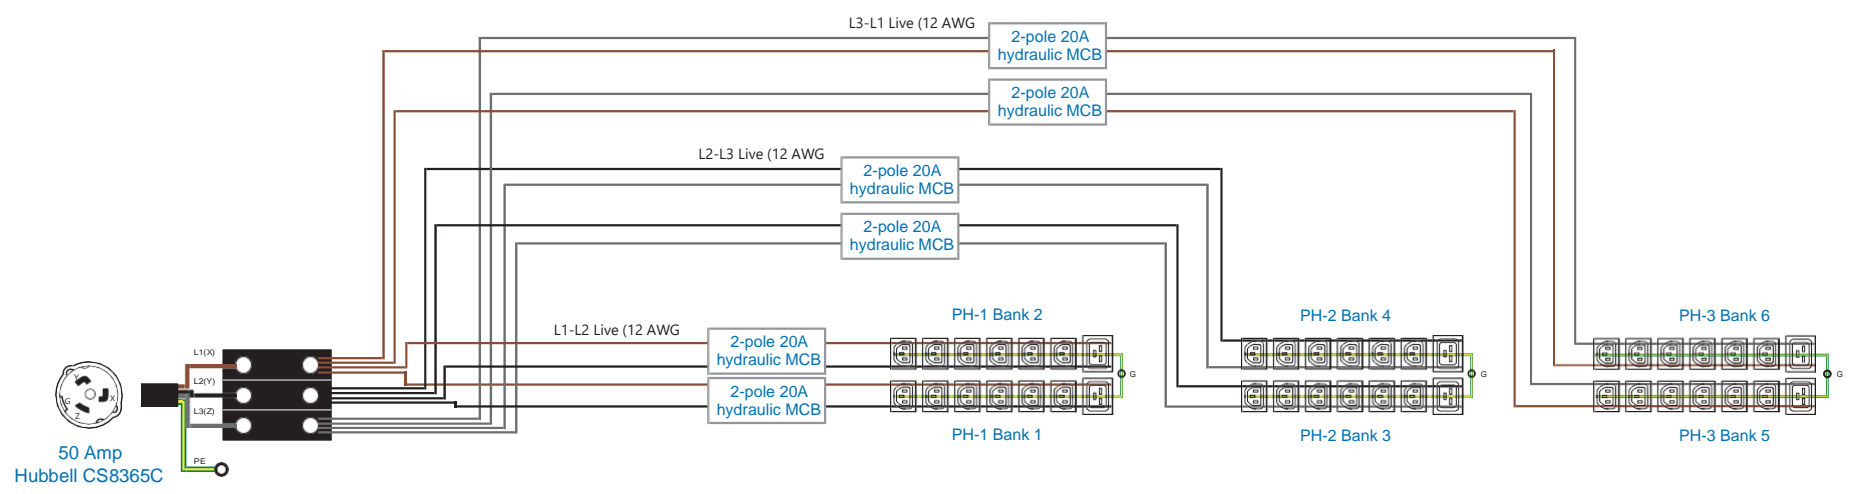 L3-L1 Live (12 AWG
2-pole 20A
hydraulic MCB
2-pole 20A
hydraulic MCB
L2-L3 Live (12 AWG
2-pole 20A
hydraulic MCB
2-pole 20A
hydraulic MCB
L1-L2 Live (12 AWG
2-pole 20A
hydraulic MCB
2-pole 20A
hydraulic MCB
PH-1 Bank 2
PH-2 Bank 4
PH-3 Bank 6
G
G
G
PH-1 Bank 1
PH-2 Bank 3
PH-3 Bank 5
L1(X)
L2(Y)
L3(Z)
PE
Y
X
G
Z
50 Amp
Hubbell CS8365C